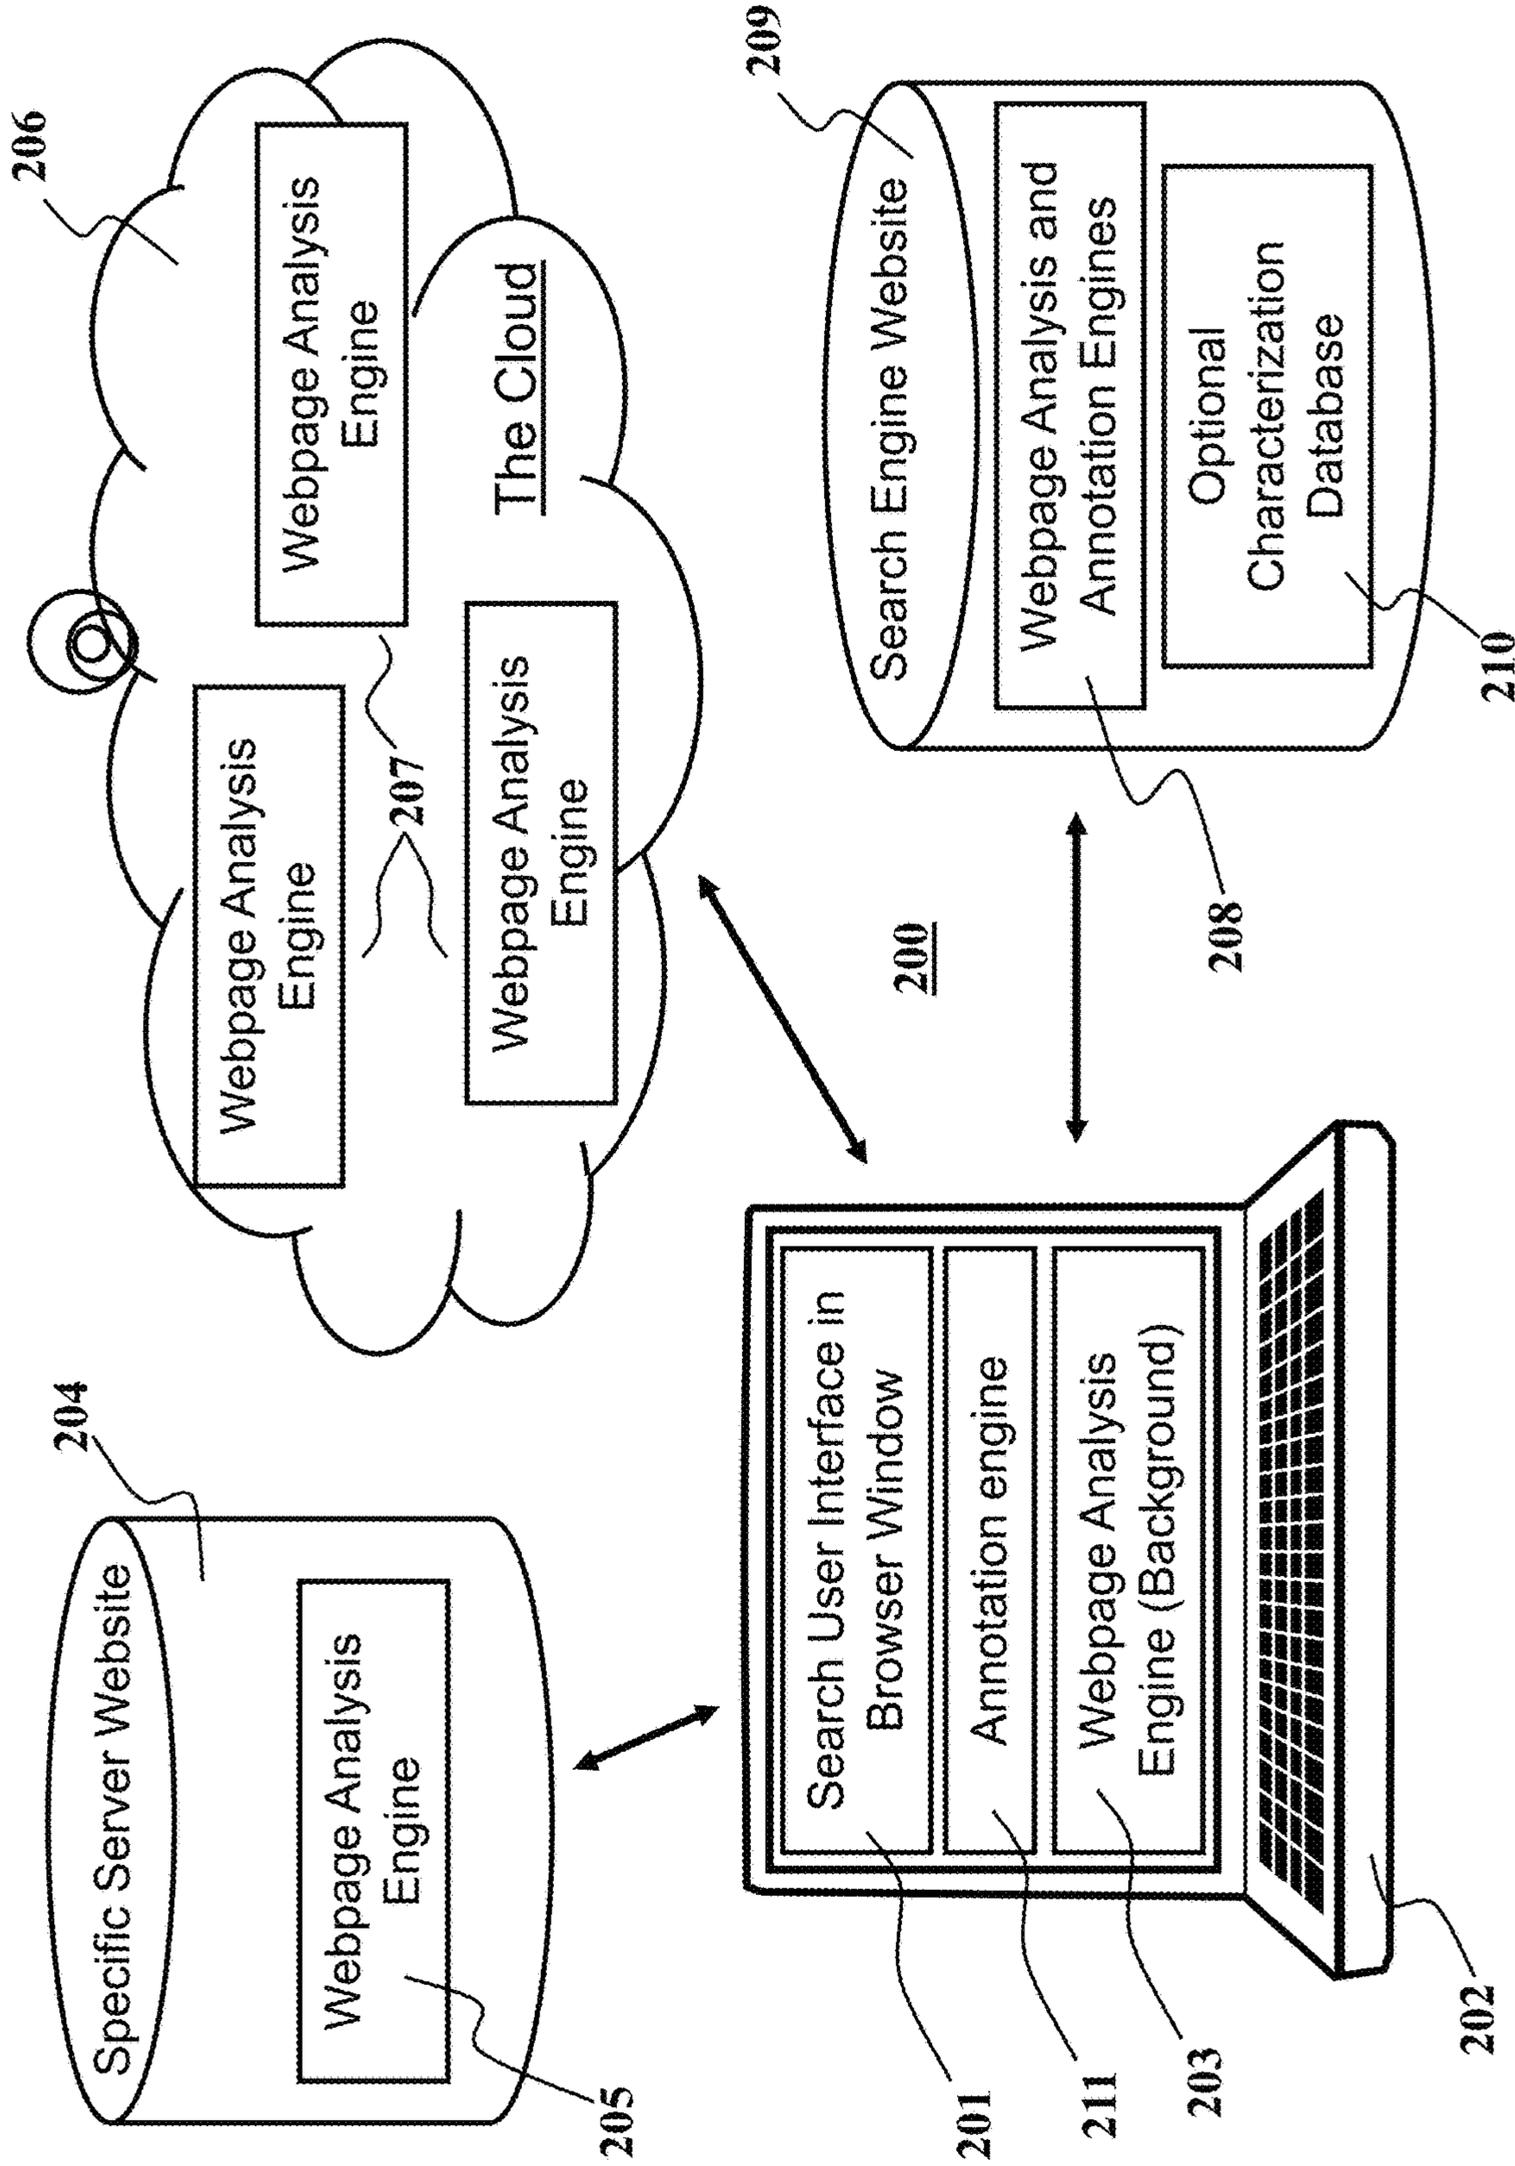 204
Specific Server Website
Webpage Analysis
Engine
205
206
Webpage Analysis
Engine
Webpage Analysis
Engine
207
Webpage Analysis
Engine
The Cloud
Search User Interface in
Browser Window
Annotation engine
Webpage Analysis
Engine (Background)
201
211
203
202
200
209
Search Engine Website
Webpage Analysis and
Annotation Engines
Optional
Characterization
Database
208
210